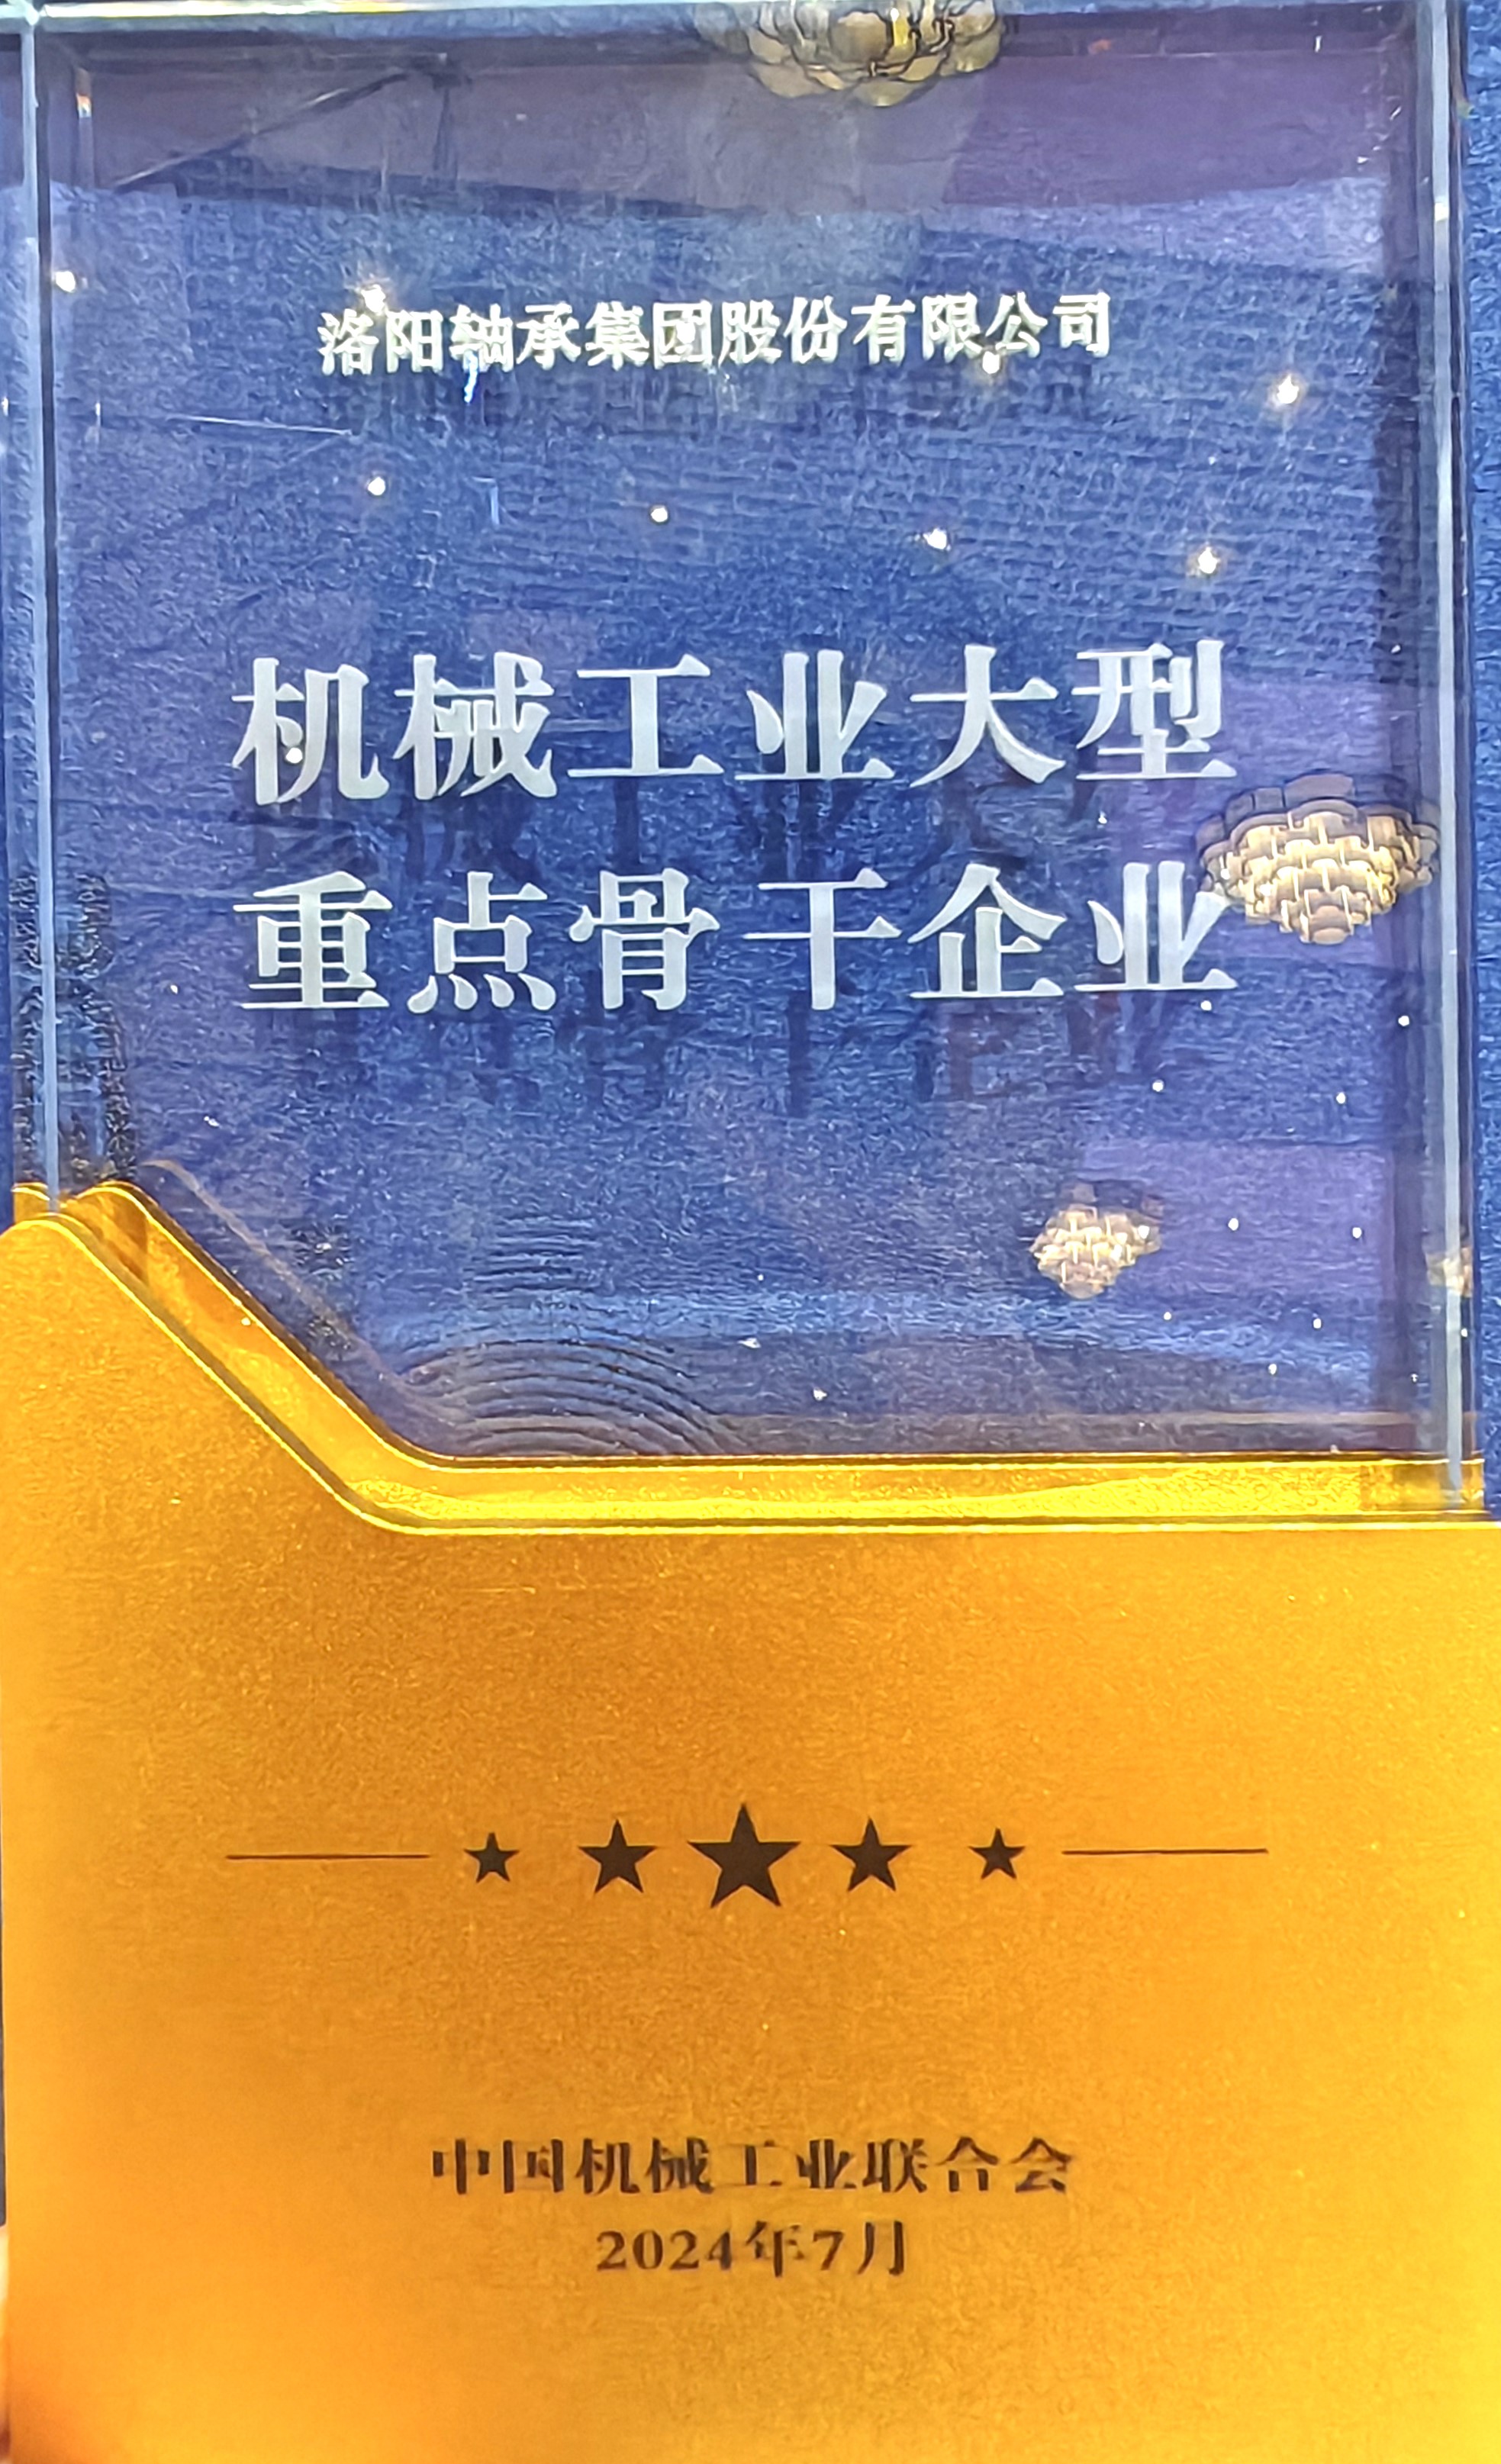 洛阳轴承集团股份有限公司
机械工业大型
重点骨干企业
中国机械工业联合会
2024年7月